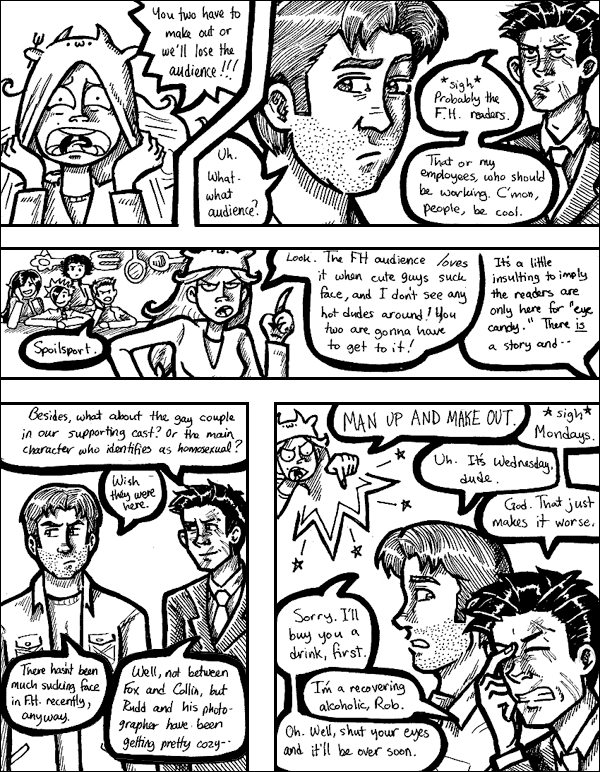 You two have to
make out or
we'll lose the
audience!!!
Uh.
What-
what
audience?
*sigh*
Probably the
F.H. readers.
That or my
employees, who should
be working. C'mon,
people, be cool.
Spoilsport.
Look. The FH audience loves
it when cute guys suck
face, and I don't see any
hot dudes around! You
two are gonna have
to get to it!
It's a little
insulting to imply
the readers are
only here for "eye
candy." There is
a story and--
Besides, what about the gay couple
in our supporting cast? Or the main
character who identifies as homosexual?
Wish
they were
here.
There hasn't been
much sucking face
in F.H. recently,
anyway.
Well, not between
Fox and Collin, but
Rudd and his photo-
grapher have been
getting pretty cozy--
MAN UP AND MAKE OUT.
*sigh*
Mondays.
Uh. It's Wednesday,
dude.
God. That just
makes it worse.
Sorry. I'll
buy you a
drink, first.
I'm a recovering
alcoholic, Rob.
Oh. Well, shut your eyes
and it'll be over soon.